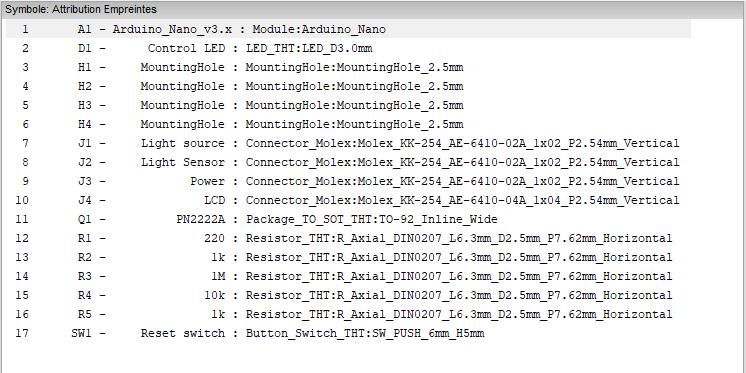 Symbole: Attribution Empreintes
1 A1 - Arduino_Nano_v3.x : Module:Arduino_Nano
2 D1 - Control LED : LED_THT:LED_D3.0mm
3 H1 - MountingHole : MountingHole:MountingHole_2.5mm
4 H2 - MountingHole : MountingHole:MountingHole_2.5mm
5 H3 - MountingHole : MountingHole:MountingHole_2.5mm
6 H4 - MountingHole : MountingHole:MountingHole_2.5mm
7 J1 - Light source : Connector_Molex:Molex_KK-254_AE-6410-02A_1x02_P2.54mm_Vertical
8 J2 - Light Sensor : Connector_Molex:Molex_KK-254_AE-6410-02A_1x02_P2.54mm_Vertical
9 J3 - Power : Connector_Molex:Molex_KK-254_AE-6410-02A_1x02_P2.54mm_Vertical
10 J4 - LCD : Connector_Molex:Molex_KK-254_AE-6410-04A_1x04_P2.54mm_Vertical
11 Q1 - PN2222A : Package_TO_SOT_THT:TO-92_Inline_Wide
12 R1 - 220 : Resistor_THT:R_Axial_DIN0207_L6.3mm_D2.5mm_P7.62mm_Horizontal
13 R2 - 1k : Resistor_THT:R_Axial_DIN0207_L6.3mm_D2.5mm_P7.62mm_Horizontal
14 R3 - 1M : Resistor_THT:R_Axial_DIN0207_L6.3mm_D2.5mm_P7.62mm_Horizontal
15 R4 - 10k : Resistor_THT:R_Axial_DIN0207_L6.3mm_D2.5mm_P7.62mm_Horizontal
16 R5 - 1k : Resistor_THT:R_Axial_DIN0207_L6.3mm_D2.5mm_P7.62mm_Horizontal
17 SW1 - Reset switch : Button_Switch_THT:SW_PUSH_6mm_H5mm